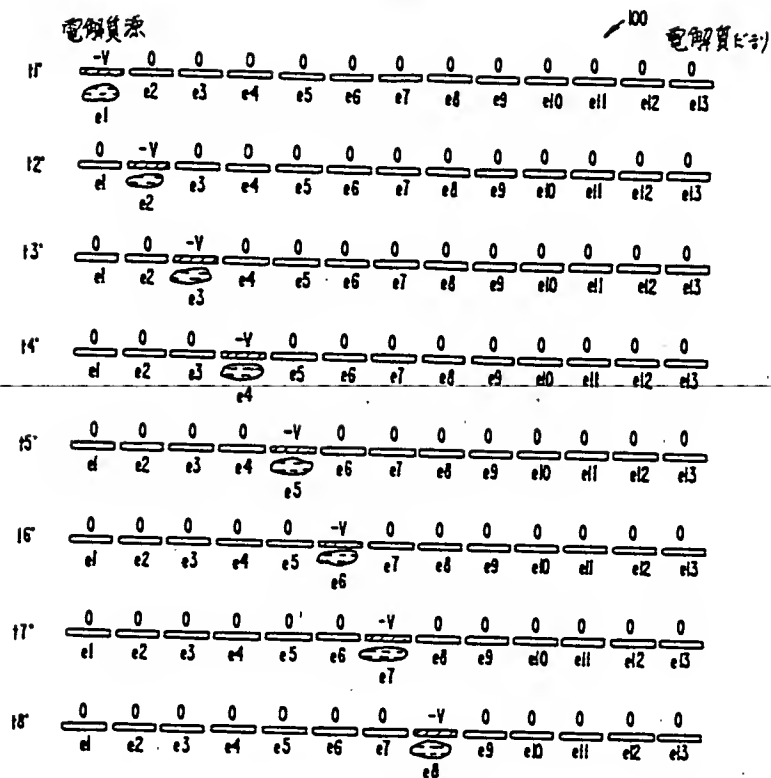 電解質源 100 電解質ドレン
-V 0 0 0 0 0 0 0 0 0 0 0 0
t1"
e1 e2 e3 e4 e5 e6 e7 e8 e9 e10 e11 e12 e13
0 -V 0 0 0 0 0 0 0 0 0 0 0
t2"
e1 e2 e3 e4 e5 e6 e7 e8 e9 e10 e11 e12 e13
0 0 -V 0 0 0 0 0 0 0 0 0 0
t3"
e1 e2 e3 e4 e5 e6 e7 e8 e9 e10 e11 e12 e13
0 0 0 -V 0 0 0 0 0 0 0 0 0
t4"
e1 e2 e3 e4 e5 e6 e7 e8 e9 e10 e11 e12 e13
0 0 0 0 -V 0 0 0 0 0 0 0 0
t5"
e1 e2 e3 e4 e5 e6 e7 e8 e9 e10 e11 e12 e13
0 0 0 0 0 -V 0 0 0 0 0 0 0
t6"
e1 e2 e3 e4 e5 e6 e7 e8 e9 e10 e11 e12 e13
0 0 0 0 0 0 -V 0 0 0 0 0 0
t7"
e1 e2 e3 e4 e5 e6 e7 e8 e9 e10 e11 e12 e13
0 0 0 0 0 0 0 -V 0 0 0 0 0
t8"
e1 e2 e3 e4 e5 e6 e7 e8 e9 e10 e11 e12 e13